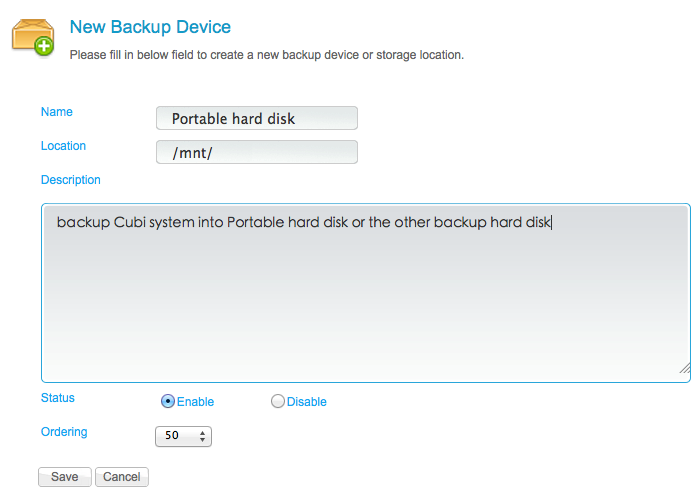 New Backup Device
Please fill in below field to create a new backup device or storage location.
Name
Portable hard disk
Location
/mnt/
Description
backup Cubi system into Portable hard disk or the other backup hard disk
Status
Enable Disable
Ordering
50
Save Cancel